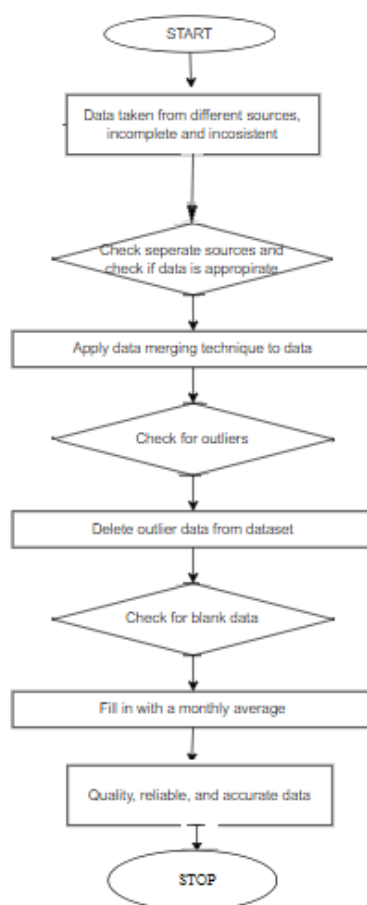 START
Data taken from different sources,
incomplete and incosistent
Check seperate sources and
check if data is appropirate
Apply data merging technique to data
Check for outliers
Delete outlier data from dataset
Check for blank data
Fill in with a monthly average
Quality, reliable, and accurate data
STOP